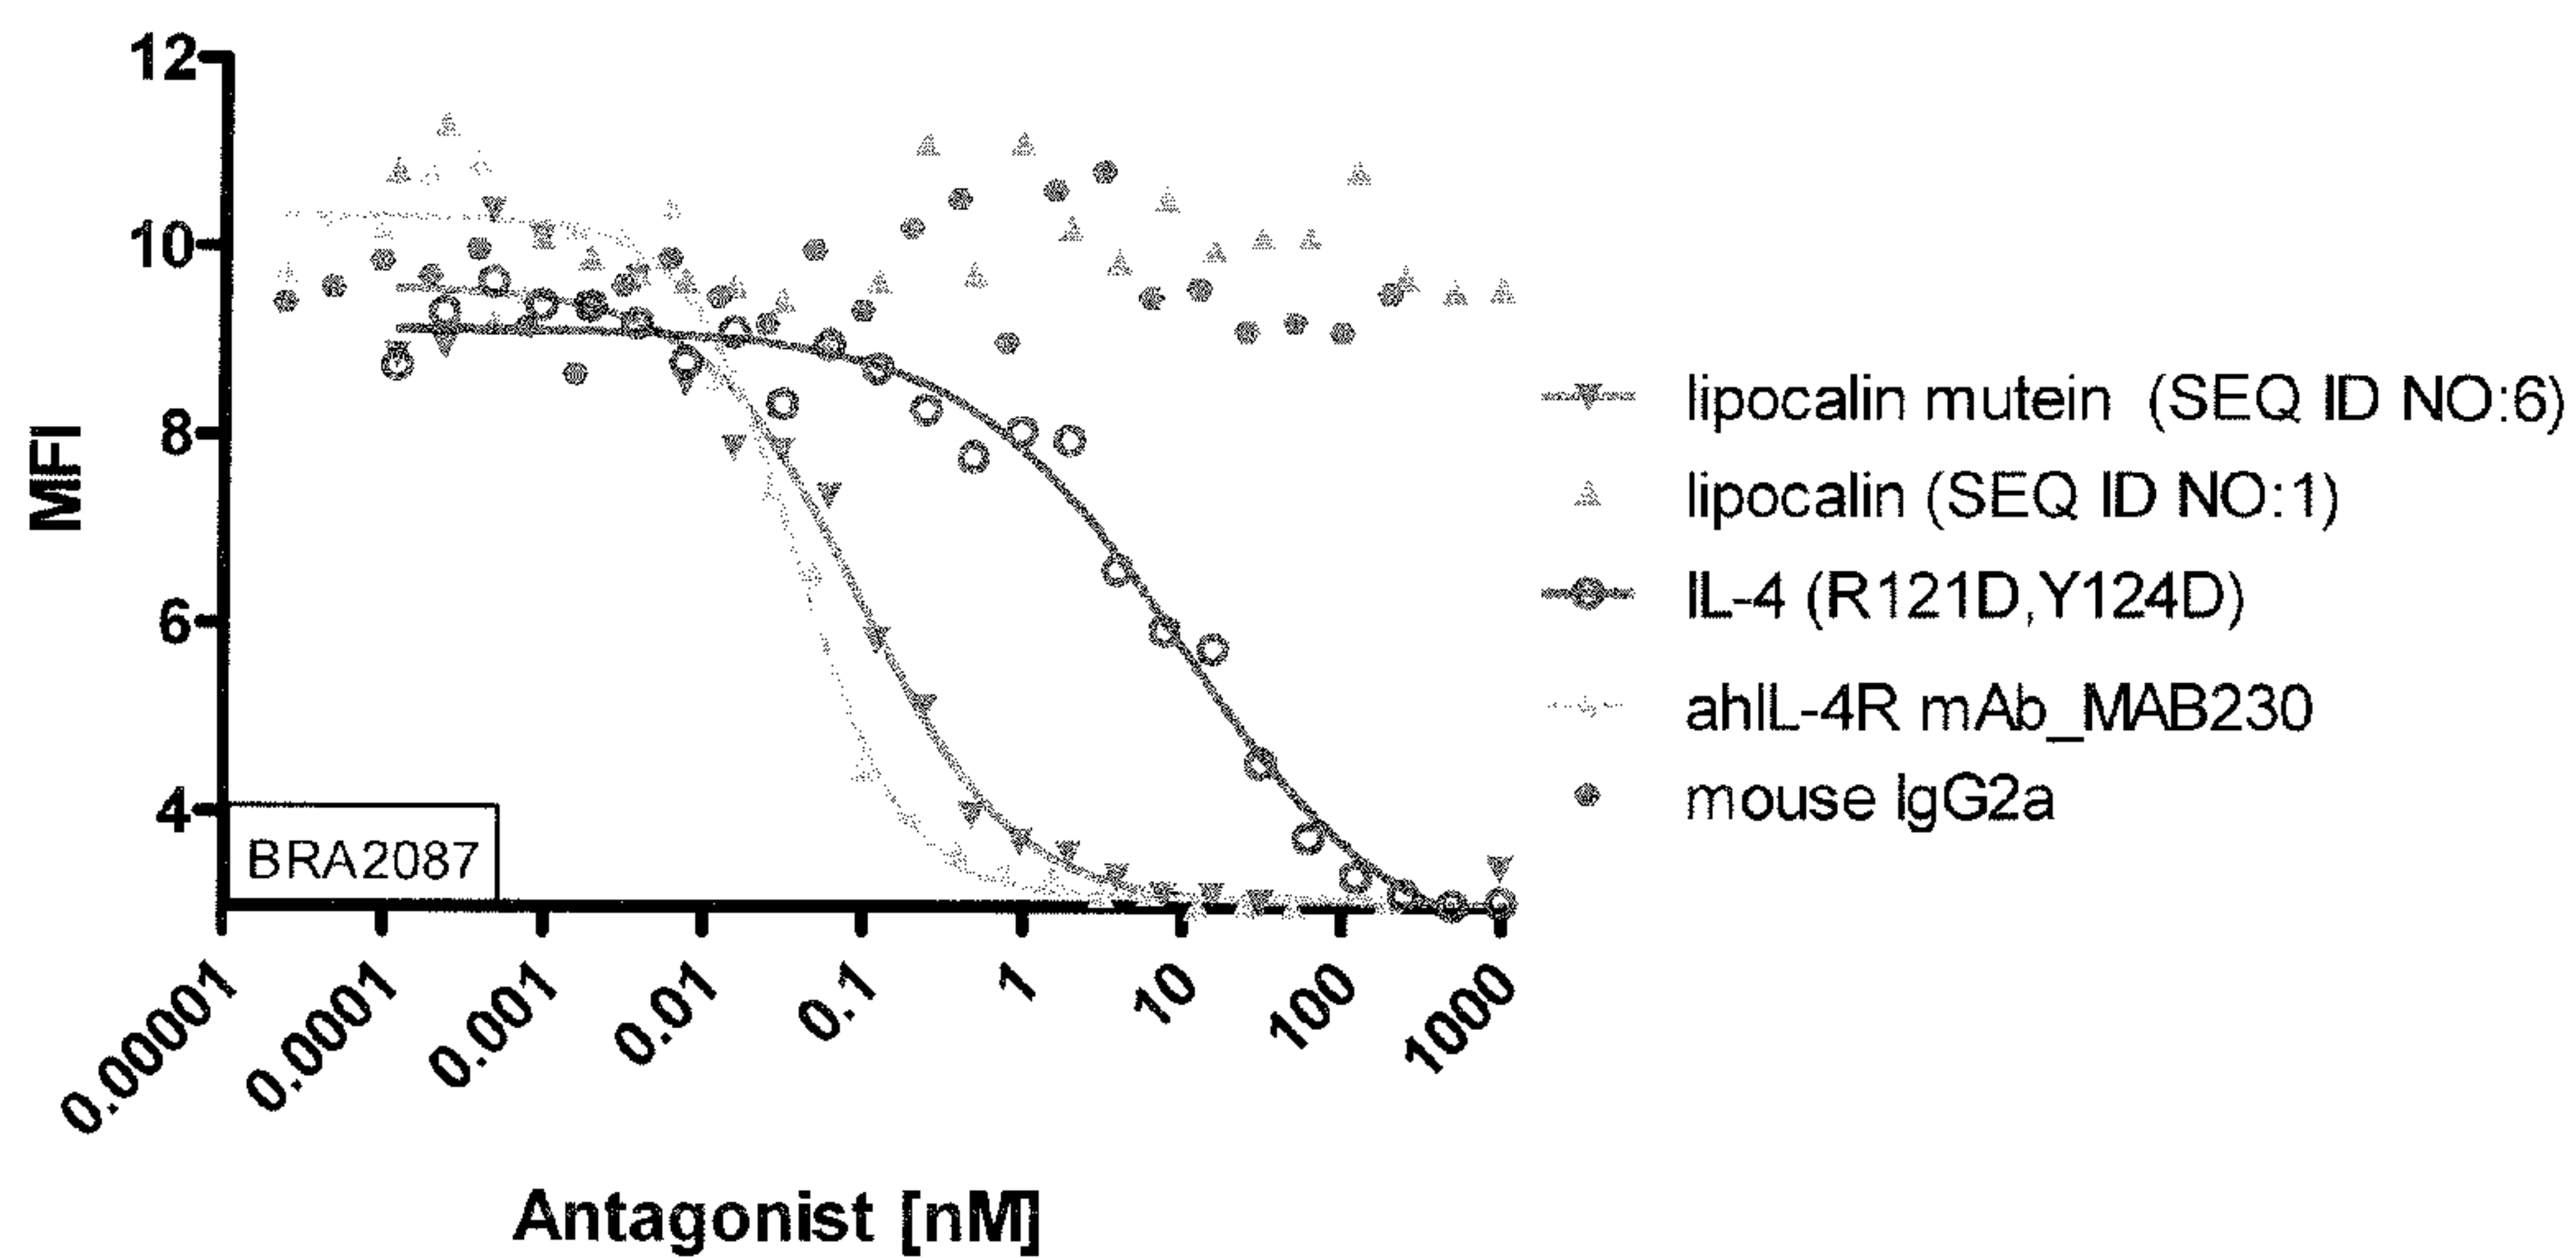 12
10
8
6
4
MFI
BRA2087
0.00001
0.0001
0.001
0.01
0.1
1
10
100
1000
Antagonist [nM]
lipocalin mutein (SEQ ID NO:6)
lipocalin (SEQ ID NO:1)
IL-4 (R121D,Y124D)
ahIL-4R mAb_MAB230
mouse IgG2a